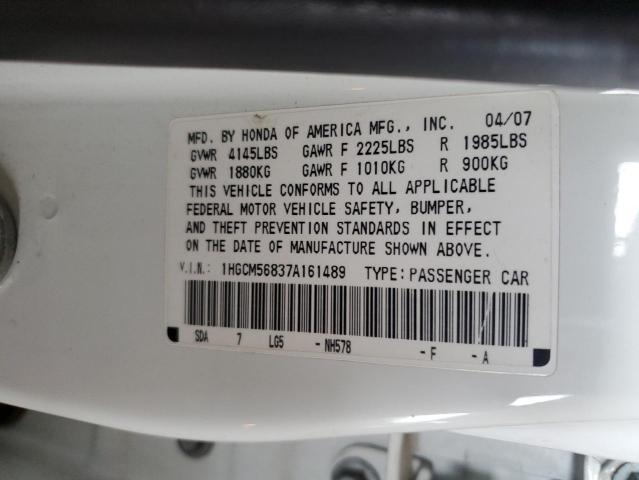 MFD. BY HONDA OF AMERICA MFG., INC. 04/07
GVWR 4145LBS GAWR F 2225LBS R 1985LBS
GVWR 1880KG GAWR F 1010KG R 900KG
THIS VEHICLE CONFORMS TO ALL APPLICABLE
FEDERAL MOTOR VEHICLE SAFETY, BUMPER,
AND THEFT PREVENTION STANDARDS IN EFFECT
ON THE DATE OF MANUFACTURE SHOWN ABOVE.
V.I.N.: 1HGCM56837A161489 TYPE: PASSENGER CAR
SDA 7 LG5 - NH578 - F - A